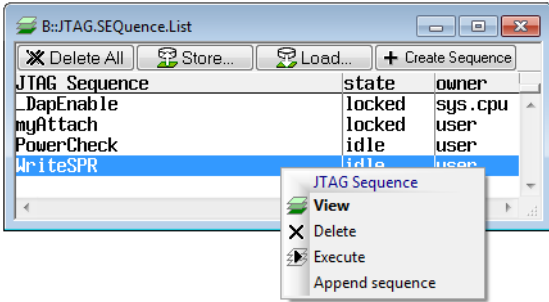 B::JTAG.SEQuence.List
Delete All Store... Load... Create Sequence
JTAG Sequence state owner
_DapEnable locked sys.cpu
myAttach locked user
PowerCheck idle user
WriteSPR idle user
JTAG Sequence
View
Delete
Execute
Append sequence